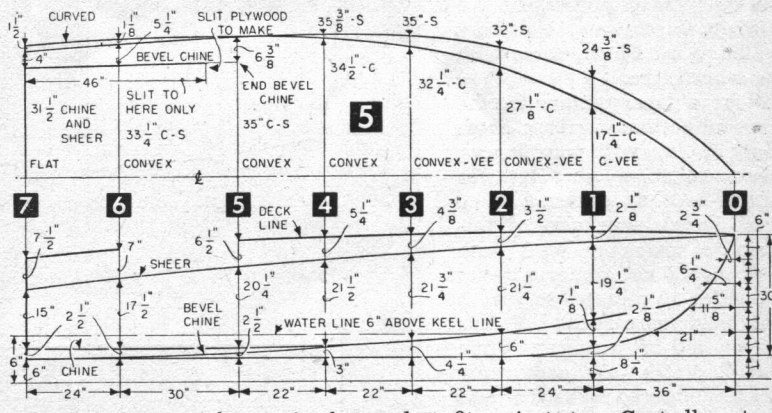 1 1/2"
CURVED
1 1/8"
5 1/4"
SLIT PLYWOOD
TO MAKE
35 3/8"-S
35"-S
32"-S
24 3/8"-S
4"
BEVEL CHINE
6 3/8"
46"
END BEVEL
CHINE
34 1/2"-C
32 1/4"-C
27 1/8"-C
17 1/4"-C
31 1/2" CHINE
AND
SHEER
SLIT TO
HERE ONLY
33 1/4" C-S
35" C-S
5
FLAT
CONVEX
CONVEX
CONVEX
CONVEX-VEE
CONVEX-VEE
C-VEE
7
6
5
4
3
2
1
0
7 1/2"
7"
6 1/2"
DECK
LINE
5 1/4"
4 3/8"
3 1/2"
2 1/8"
2 3/4"
6"
SHEER
6 1/4"
15"
17 1/2"
20 1/4"
21 1/2"
21 3/4"
21 1/4"
19 1/4"
30"
2 1/2"
BEVEL
CHINE
2 1/2"
WATER LINE 6" ABOVE KEEL LINE
7 1/8"
2 1/8"
11 5/8"
21"
6"
CHINE
6"
3"
4 1/4"
6"
8 1/4"
24"
30"
22"
22"
22"
24"
36"